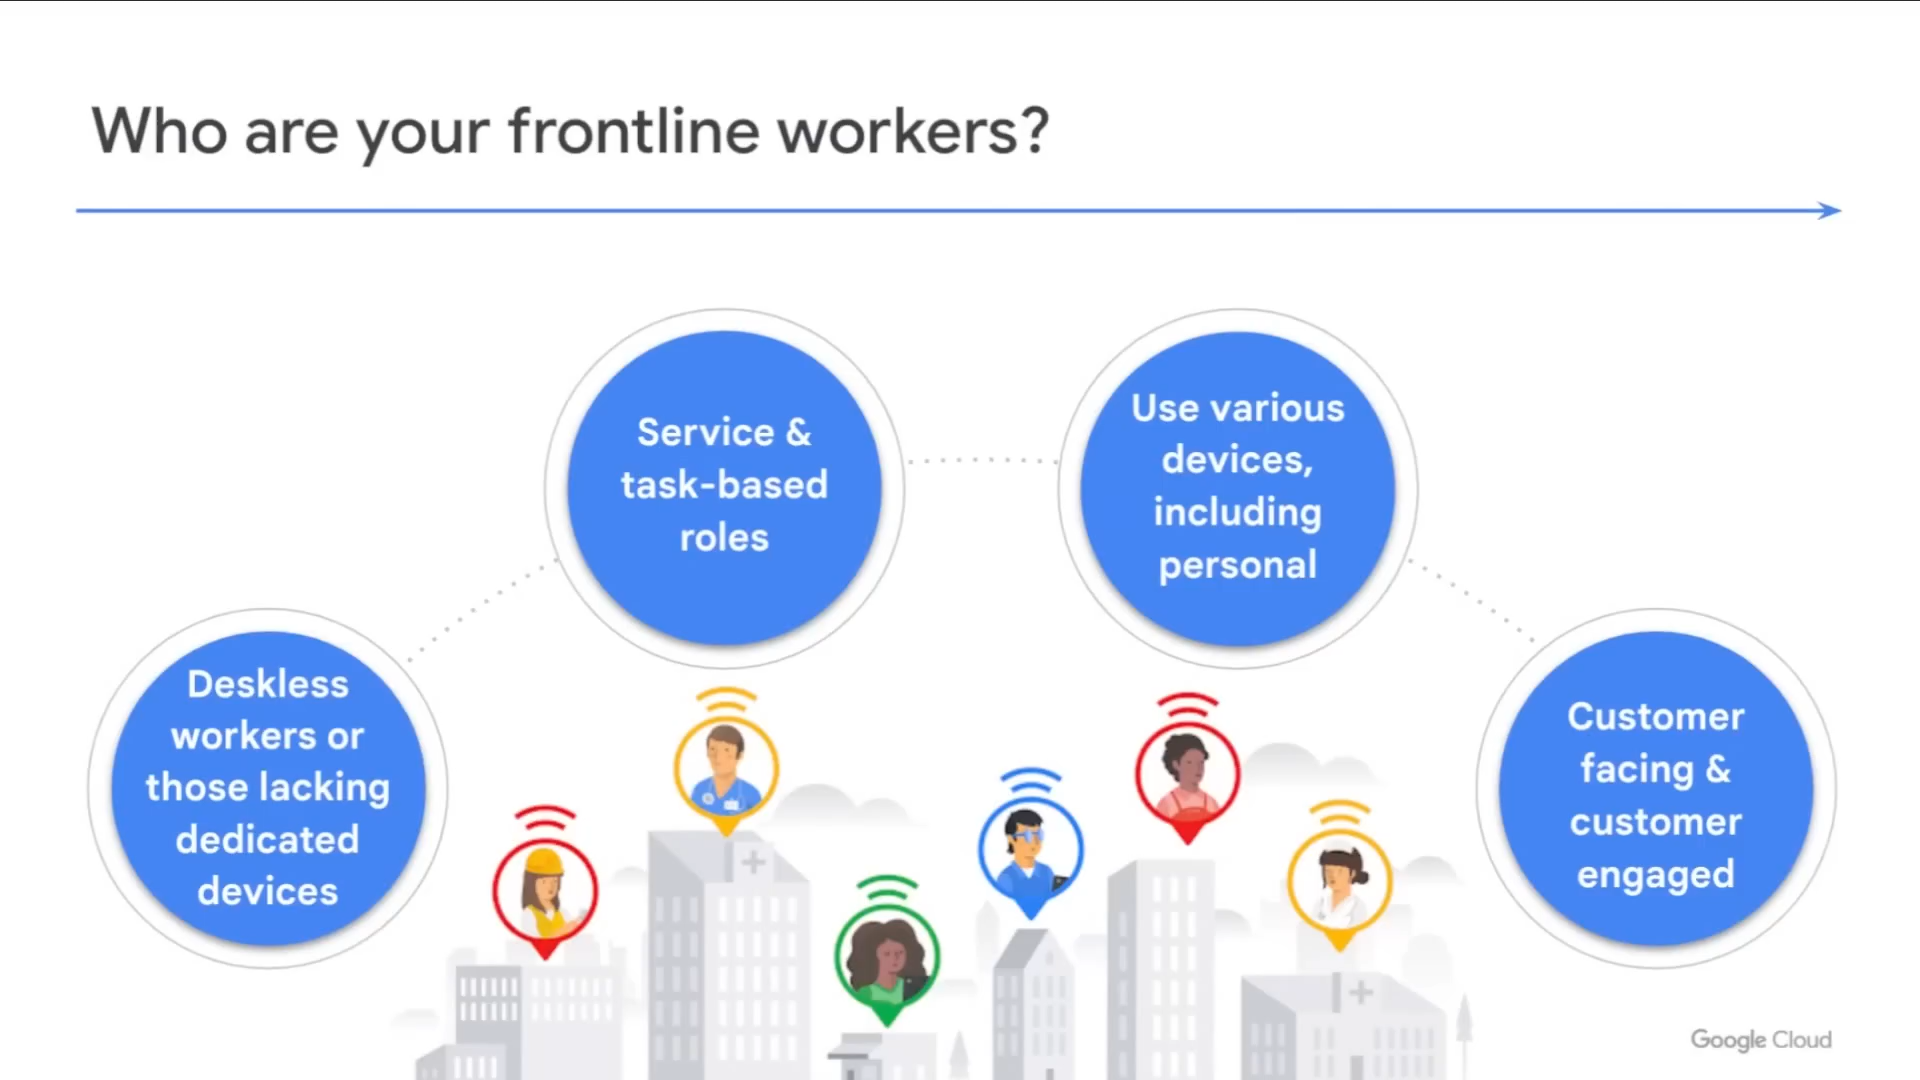 Who are your frontline workers?
Service &
task-based
roles
Use various
devices,
including
personal
Deskless
workers or
those lacking
dedicated
devices
Customer
facing &
customer
engaged
Google Cloud